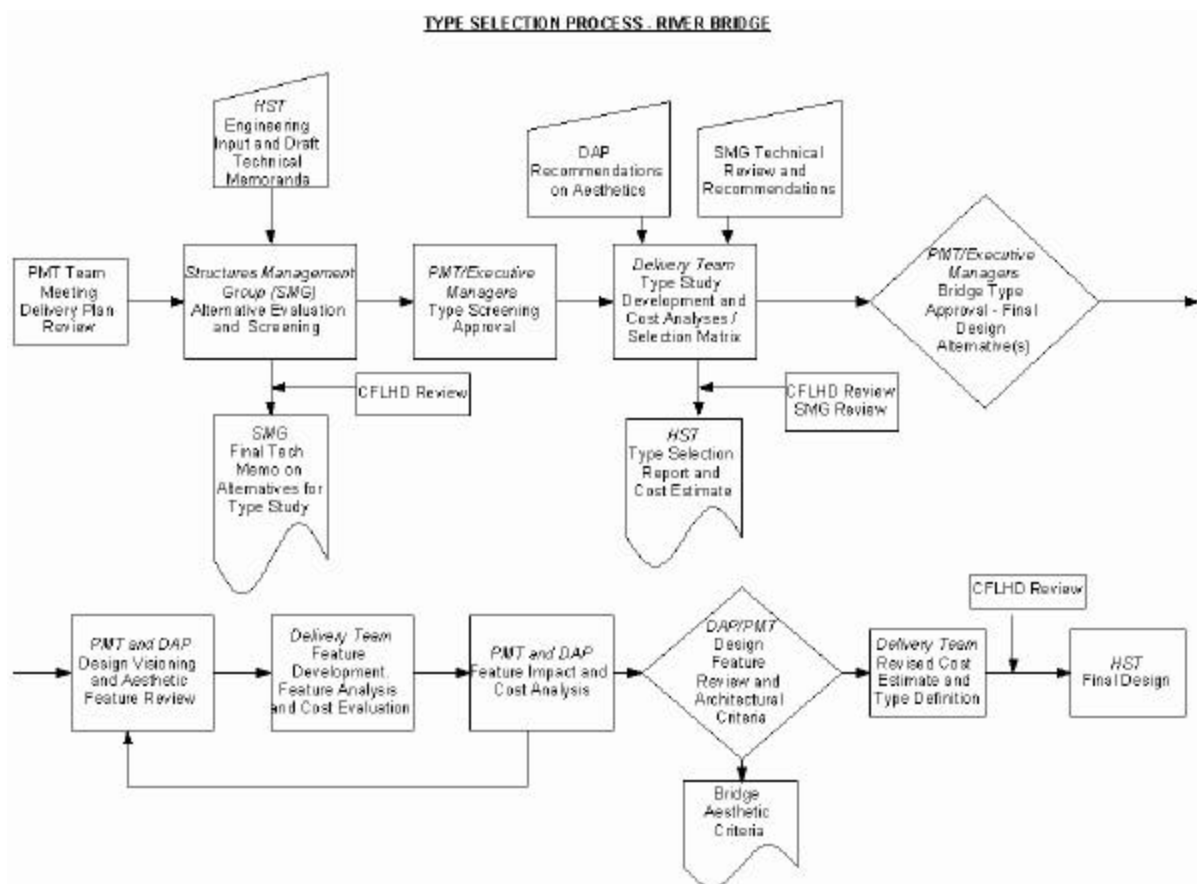 TYPE SELECTION PROCESS - RIVER BRIDGE
HST
Engineering
Input and Draft
Technical
Memoranda
DAP
Recommendations
on Aesthetics
SMG Technical
Review and
Recommendations
PMT Team
Meeting
Delivery Plan
Review
Structures Management
Group (SMG)
Alternative Evaluation
and Screening
PMT/Executive
Managers
Type Screening
Approval
Delivery Team
Type Study
Development and
Cost Analyses /
Selection Matrix
PMT/Executive
Managers
Bridge Type
Approval - Final
Design
Alternative(s)
CFLHD Review
CFLHD Review
SMG Review
SMG
Final Tech
Memo on
Alternatives for
Type Study
HST
Type Selection
Report and
Cost Estimate
CFLHD Review
PMT and DAP
Design Visioning
and Aesthetic
Feature Review
Delivery Team
Feature
Development,
Feature Analysis
and Cost Evaluation
PMT and DAP
Feature Impact and
Cost Analysis
DAP/PMT
Design
Feature
Review and
Architectural
Criteria
Delivery Team
Revised Cost
Estimate and
Type Definition
HST
Final Design
Bridge
Aesthetic
Criteria